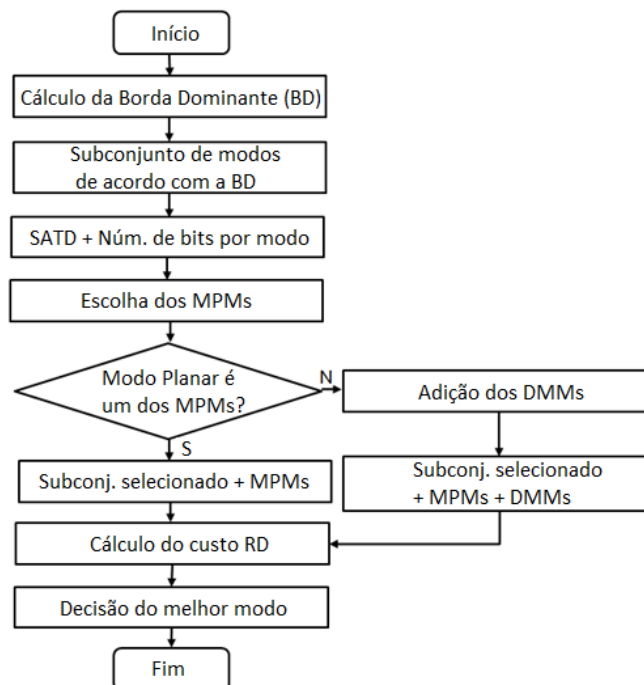 Início
Cálculo da Borda Dominante (BD)
Subconjunto de modos
de acordo com a BD
SATD + Núm. de bits por modo
Escolha dos MPMs
Modo Planar é
um dos MPMs?
N
Adição dos DMMs
S
Subconj. selecionado + MPMs
Subconj. selecionado
+ MPMs + DMMs
Cálculo do custo RD
Decisão do melhor modo
Fim